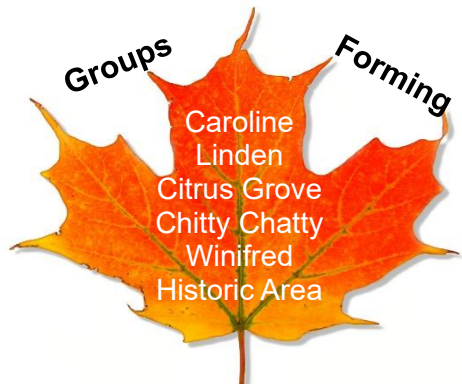 Groups
Forming
Caroline
Linden
Citrus Grove
Chitty Chatty
Winifred
Historic Area